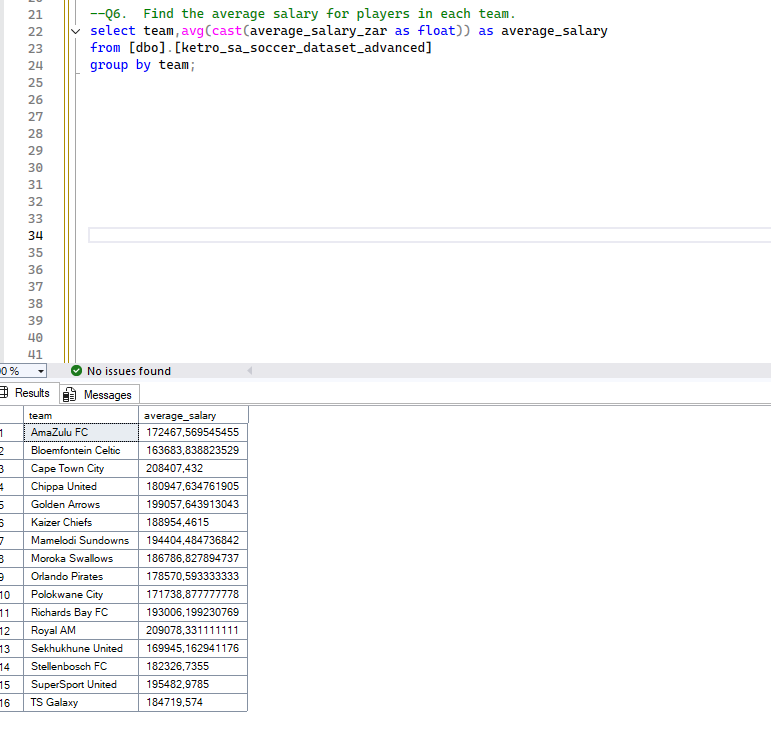 21 --Q6.  Find the average salary for players in each team.
22 select team,avg(cast(average_salary_zar as float)) as average_salary
23 from [dbo].[ketro_sa_soccer_dataset_advanced]
24 group by team;
25
26
27
28
29
30
31
32
33
34
35
36
37
38
39
40
41
No issues found
Results Messages
team average_salary
1 AmaZulu FC 172467,569545455
2 Bloemfontein Celtic 163683,838823529
3 Cape Town City 208407,432
4 Chippa United 180947,634761905
5 Golden Arrows 199057,643913043
6 Kaizer Chiefs 188954,4615
7 Mamelodi Sundowns 194404,484736842
8 Moroka Swallows 186786,827894737
9 Orlando Pirates 178570,593333333
10 Polokwane City 171738,877777778
11 Richards Bay FC 193006,199230769
12 Royal AM 209078,331111111
13 Sekhukhune United 169945,162941176
14 Stellenbosch FC 182326,7355
15 SuperSport United 195482,9785
16 TS Galaxy 184719,574